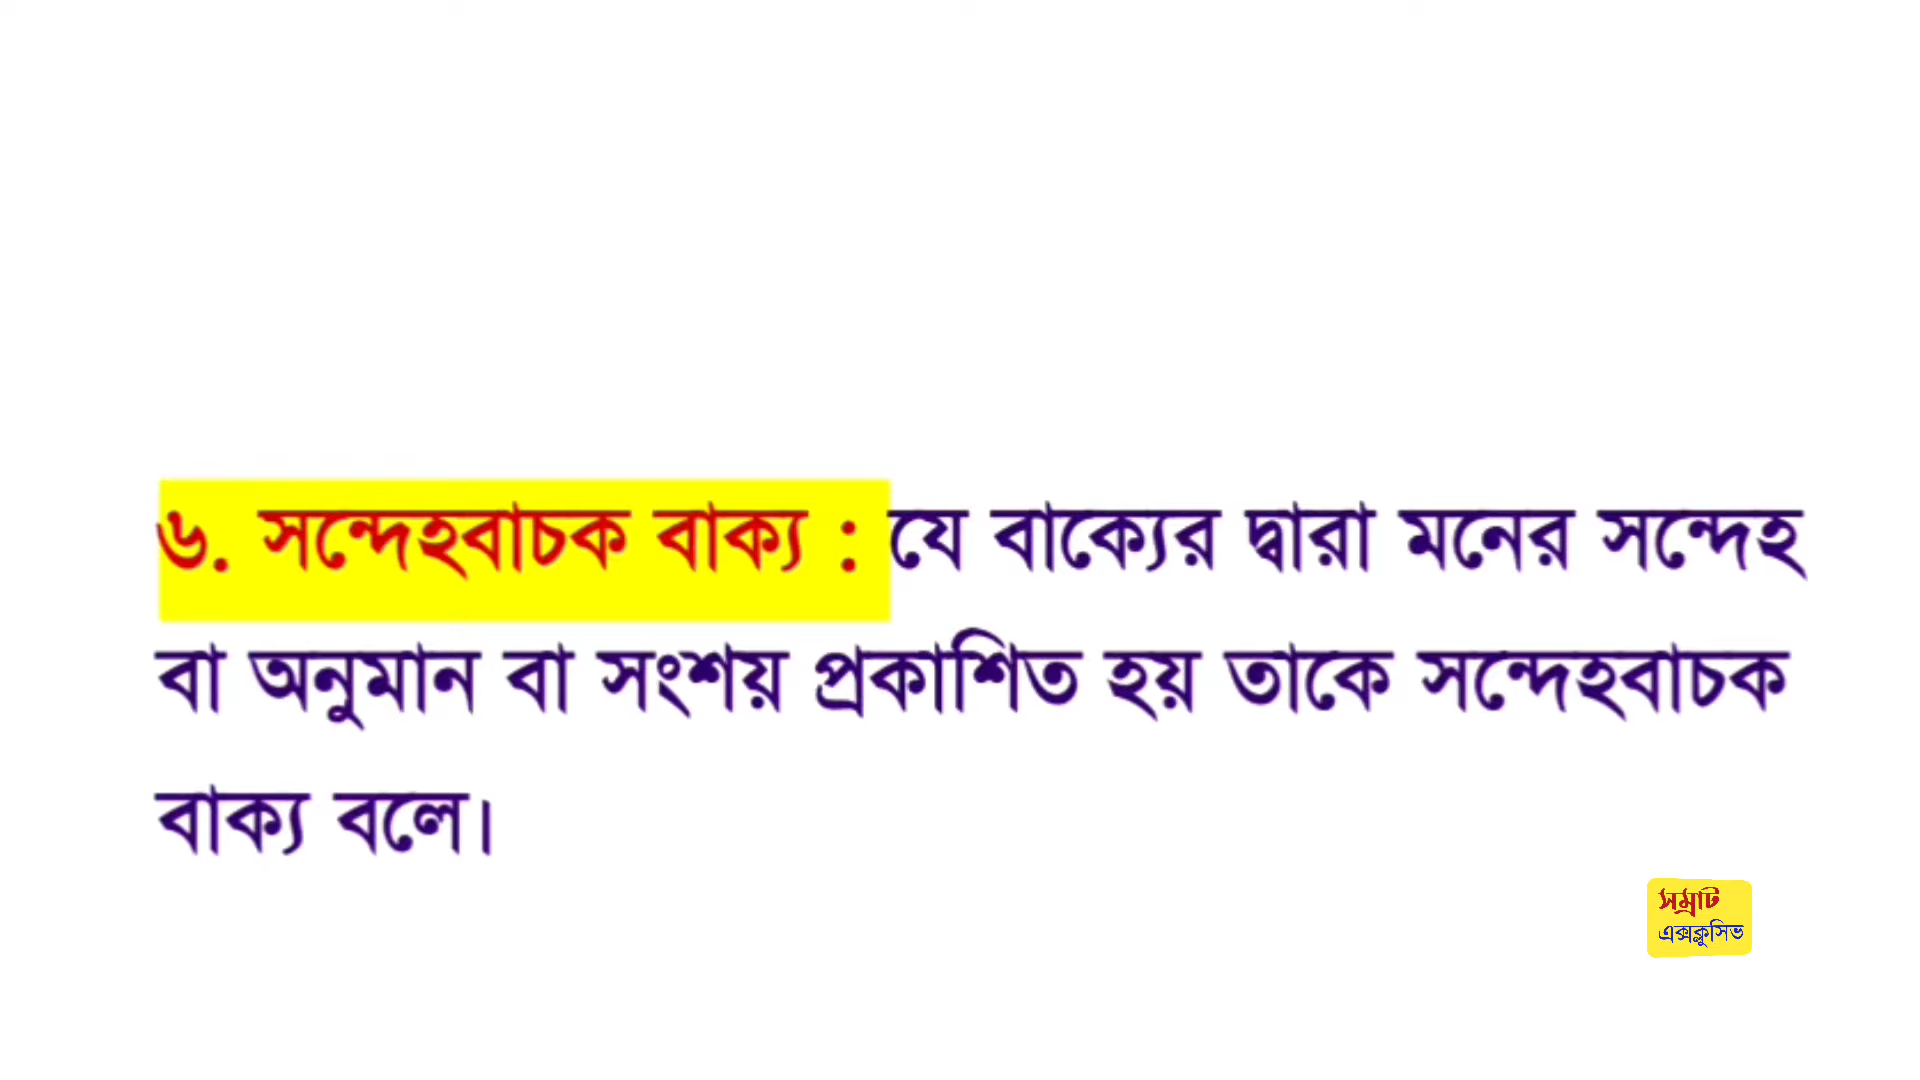 ৬. সন্দেহবাচক বাক্য : যে বাক্যের দ্বারা মনের সন্দেহ
বা অনুমান বা সংশয় প্রকাশিত হয় তাকে সন্দেহবাচক
বাক্য বলে।
সম্রাট
এক্সক্লুসিভ